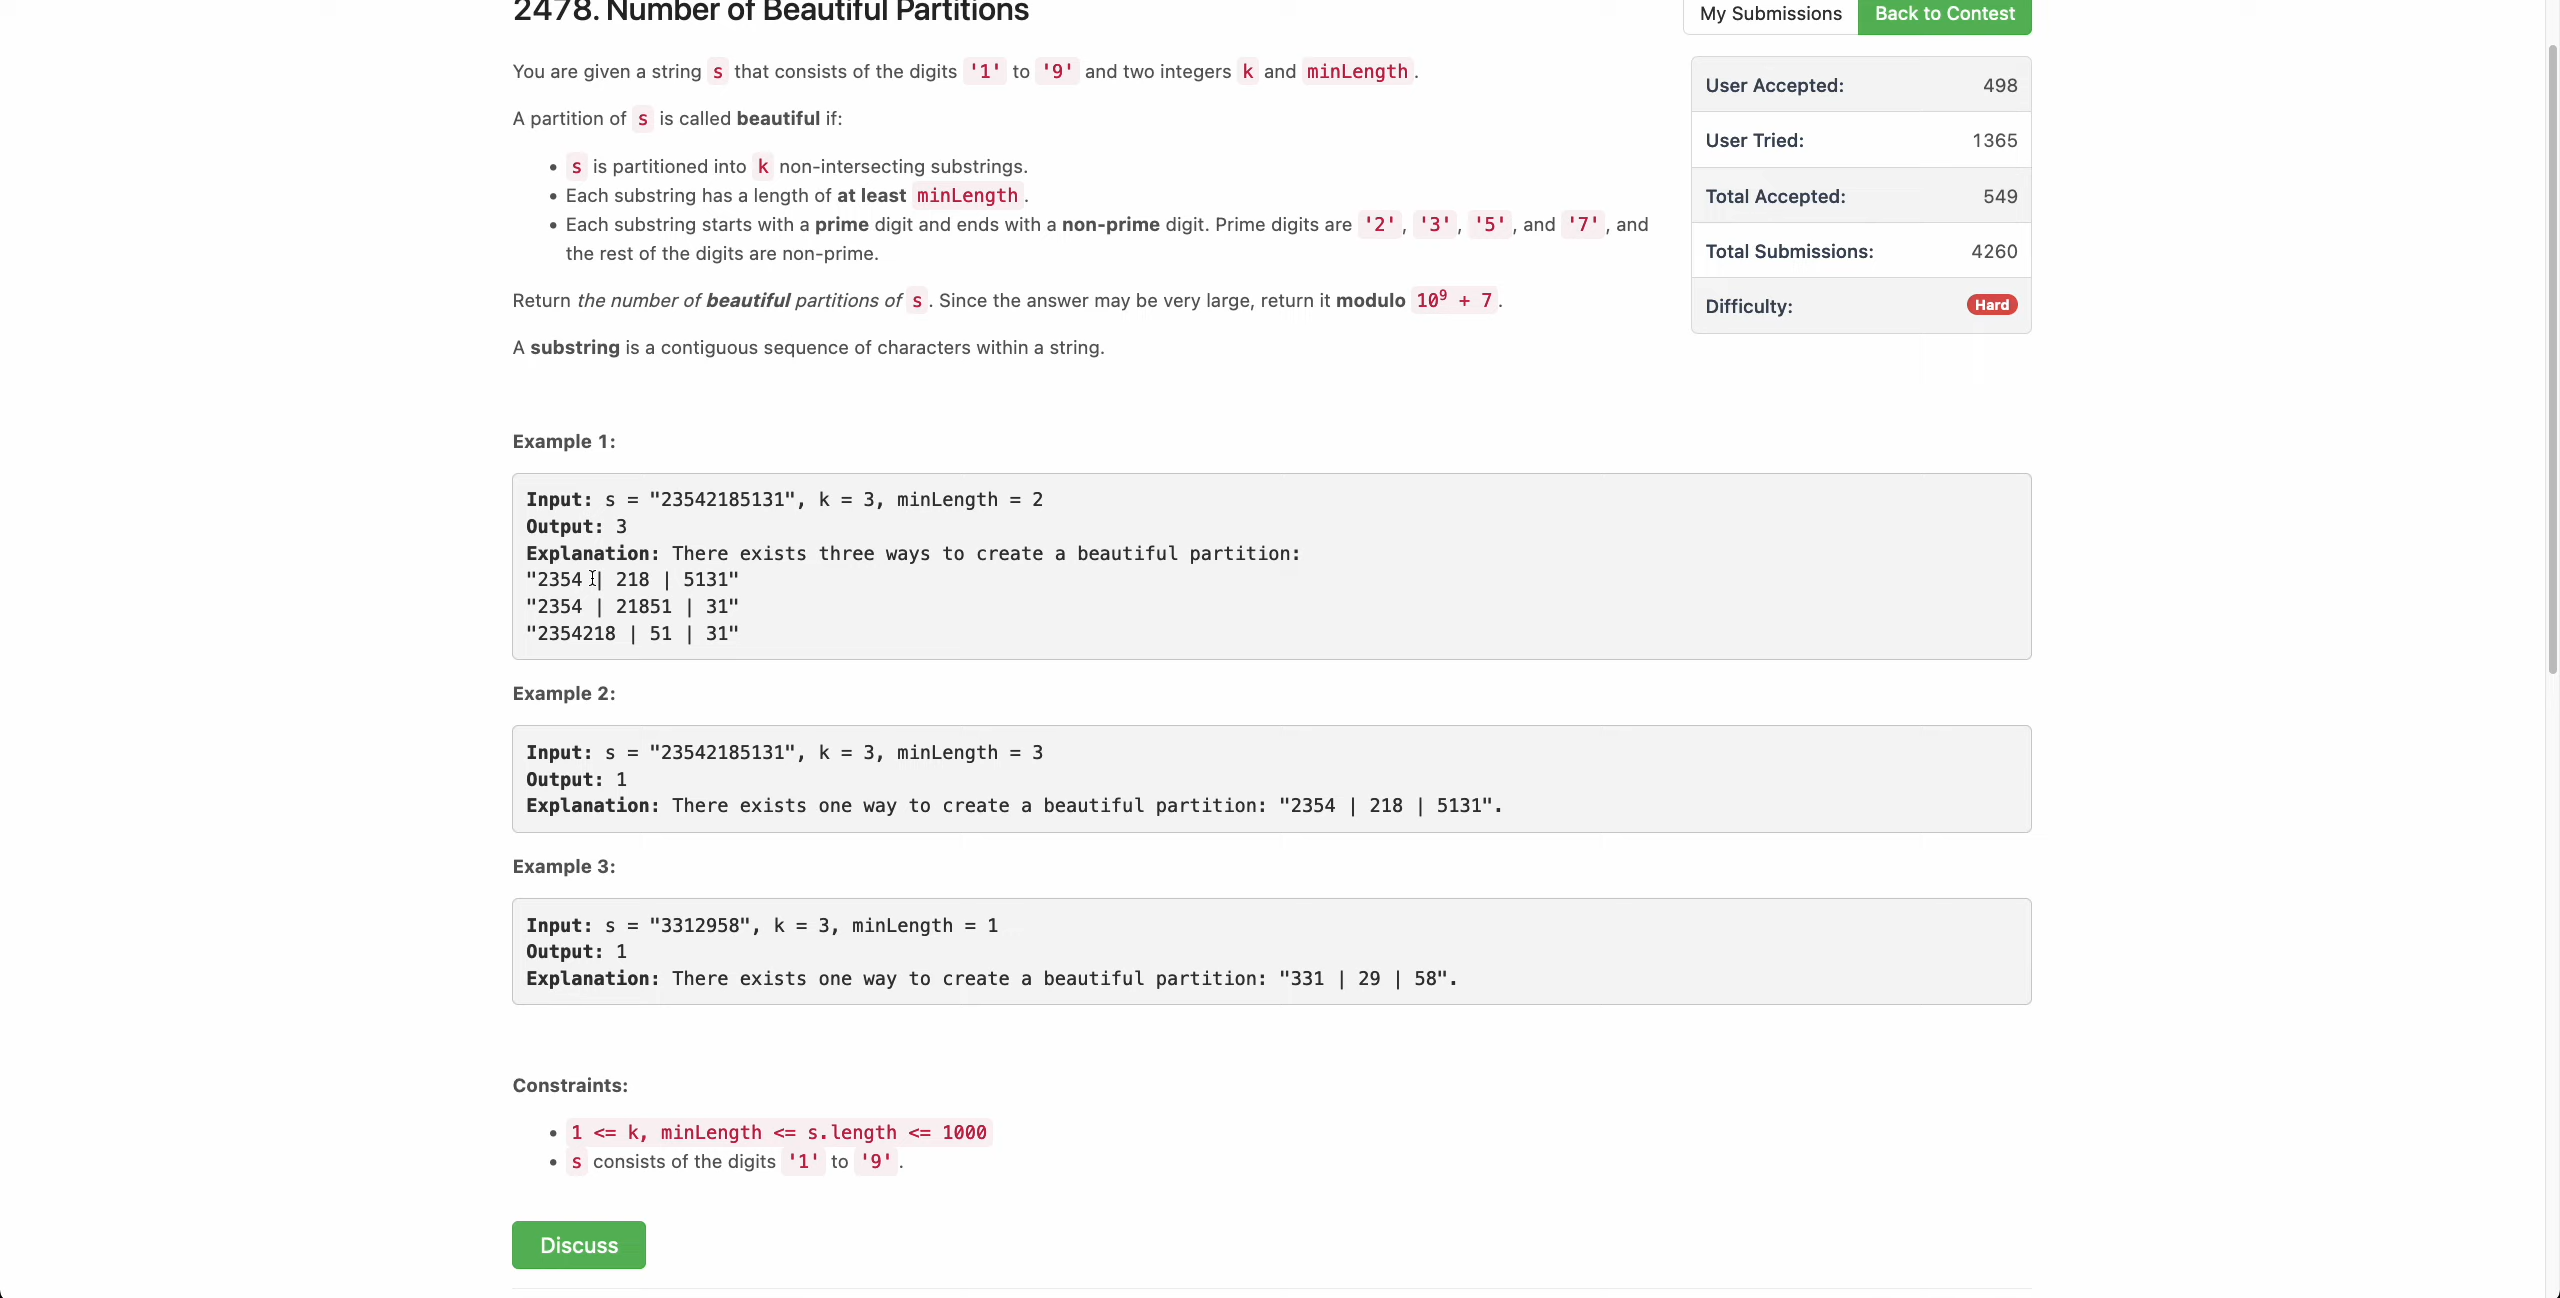 2478. Number of Beautiful Partitions
My Submissions
Back to Contest
You are given a string s that consists of the digits '1' to '9' and two integers k and minLength.
A partition of s is called beautiful if:
• s is partitioned into k non-intersecting substrings.
• Each substring has a length of at least minLength.
• Each substring starts with a prime digit and ends with a non-prime digit. Prime digits are '2', '3', '5', and '7', and
the rest of the digits are non-prime.
Return the number of beautiful partitions of s. Since the answer may be very large, return it modulo 10⁹ + 7.
A substring is a contiguous sequence of characters within a string.
User Accepted: 498
User Tried: 1365
Total Accepted: 549
Total Submissions: 4260
Difficulty: Hard
Example 1:
Input: s = "23542185131", k = 3, minLength = 2
Output: 3
Explanation: There exists three ways to create a beautiful partition:
"2354 | 218 | 5131"
"2354 | 21851 | 31"
"2354218 | 51 | 31"
Example 2:
Input: s = "23542185131", k = 3, minLength = 3
Output: 1
Explanation: There exists one way to create a beautiful partition: "2354 | 218 | 5131".
Example 3:
Input: s = "3312958", k = 3, minLength = 1
Output: 1
Explanation: There exists one way to create a beautiful partition: "331 | 29 | 58".
Constraints:
• 1 <= k, minLength <= s.length <= 1000
• s consists of the digits '1' to '9'.
Discuss